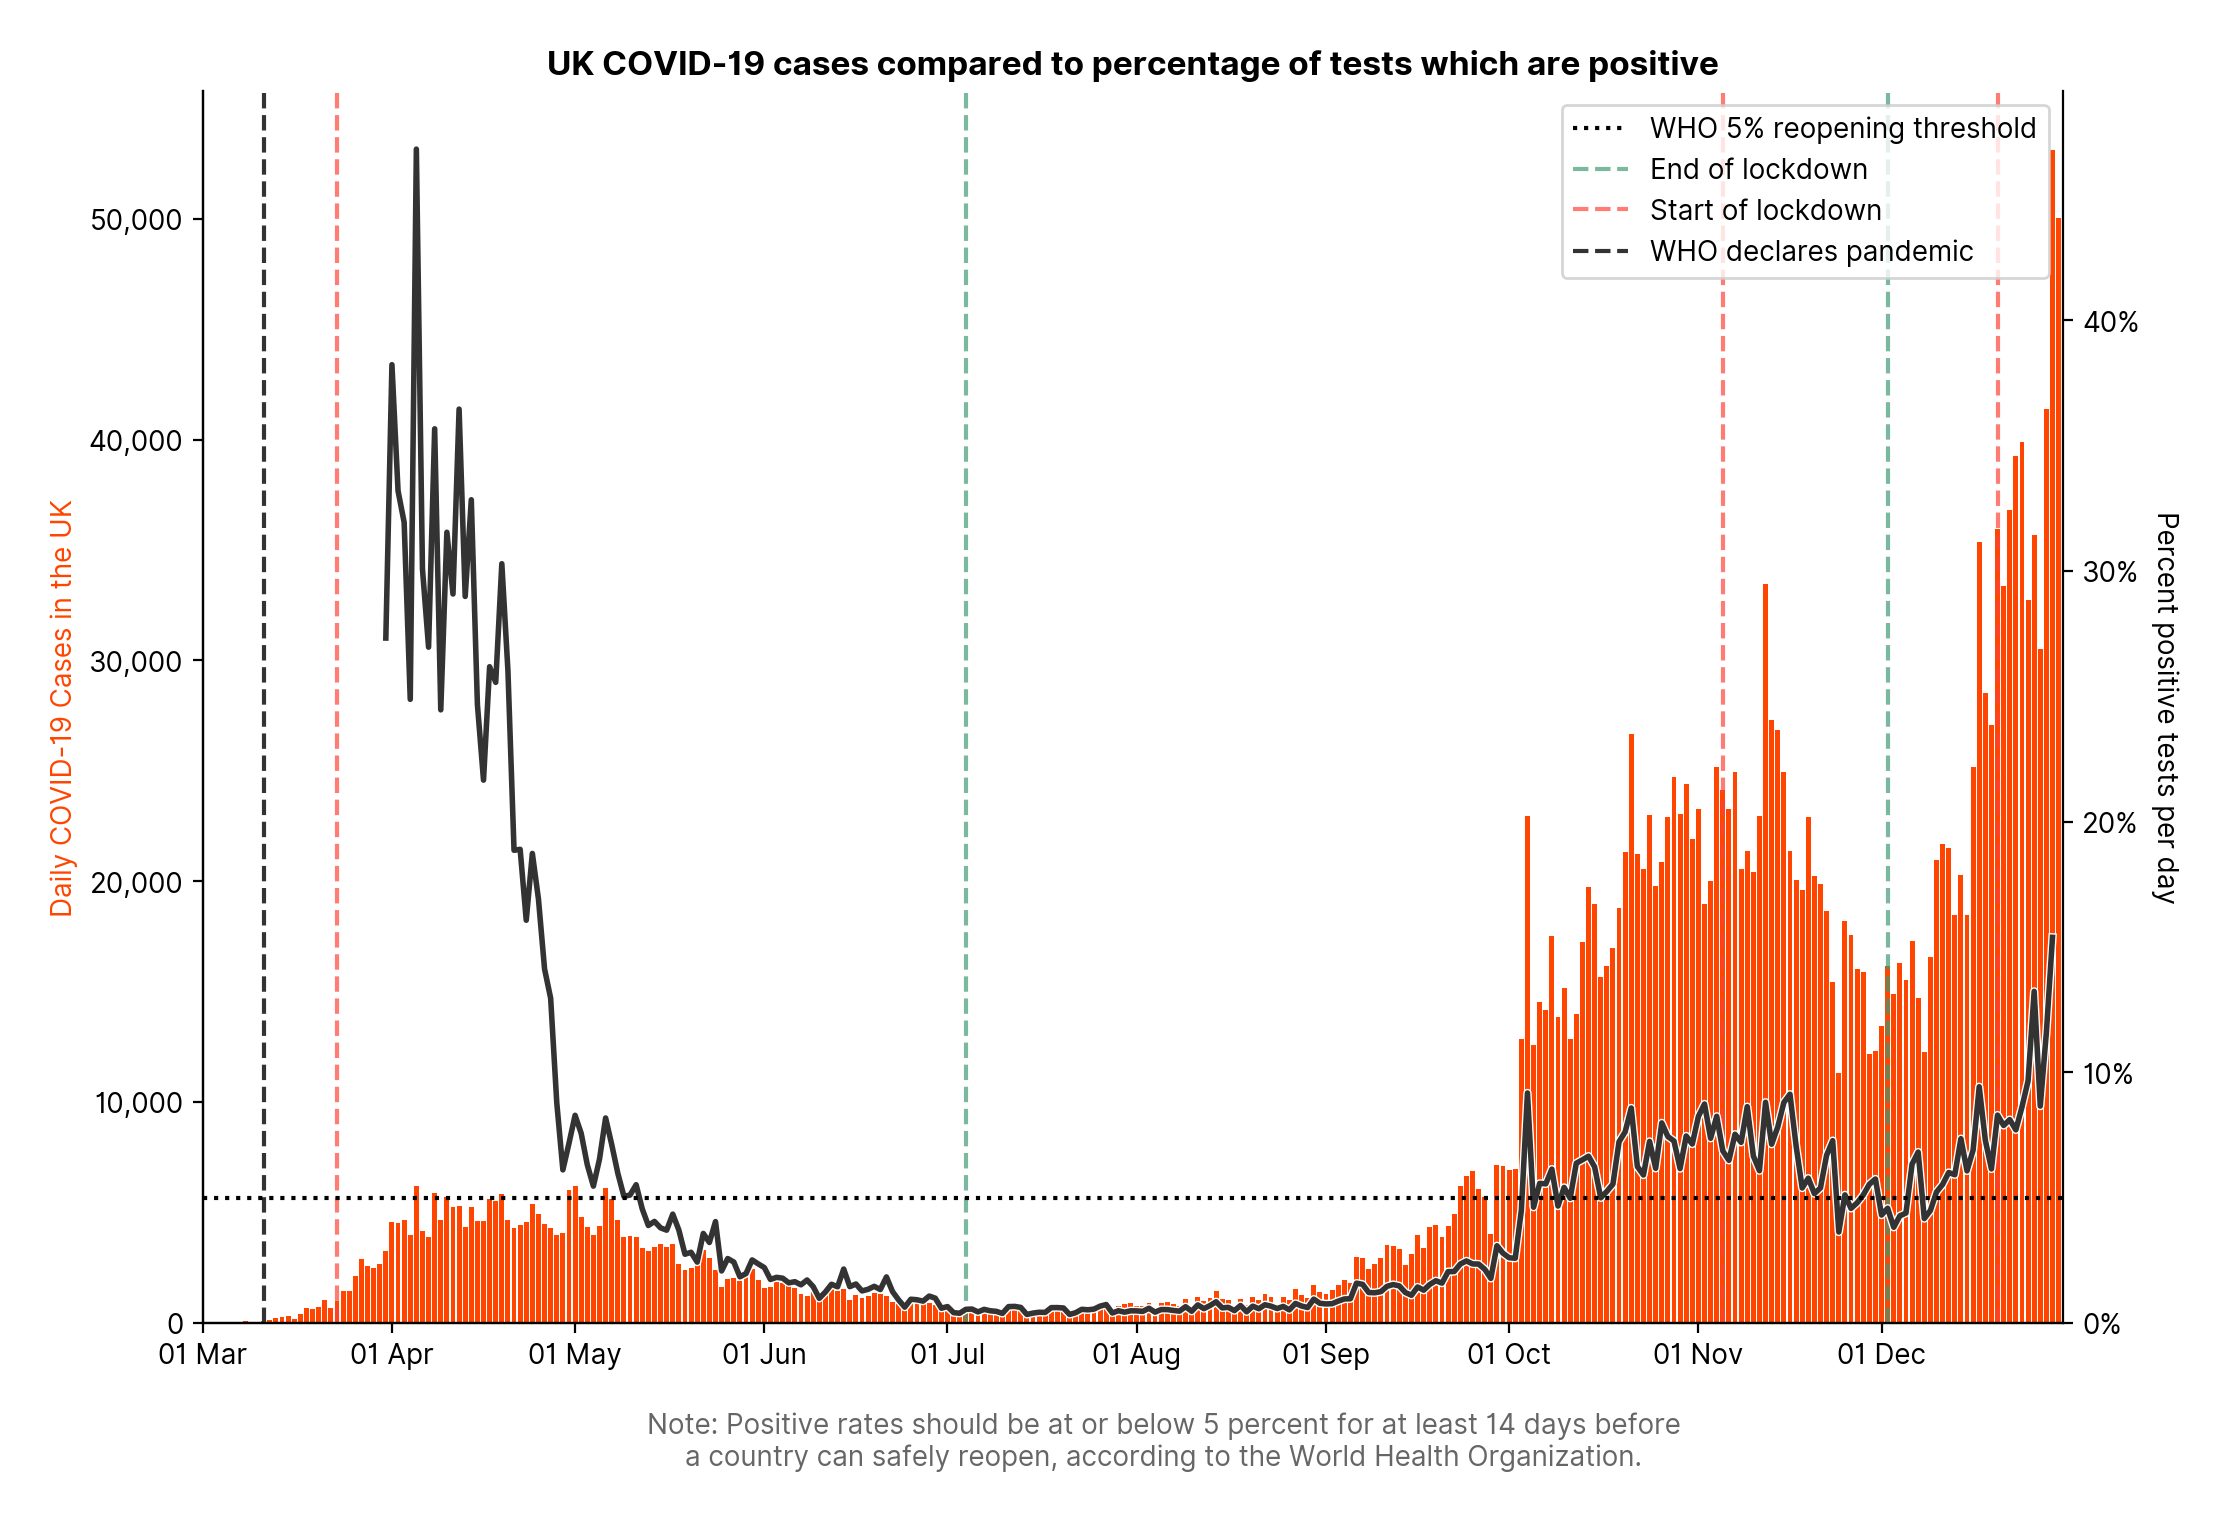 UK COVID-19 cases compared to percentage of tests which are positive
WHO 5% reopening threshold
End of lockdown
Start of lockdown
WHO declares pandemic
Daily COVID-19 Cases in the UK
50,000
40,000
30,000
20,000
10,000
0
40%
30%
20%
10%
0%
Percent positive tests per day
01 Mar
01 Apr
01 May
01 Jun
01 Jul
01 Aug
01 Sep
01 Oct
01 Nov
01 Dec
Note: Positive rates should be at or below 5 percent for at least 14 days before
a country can safely reopen, according to the World Health Organization.